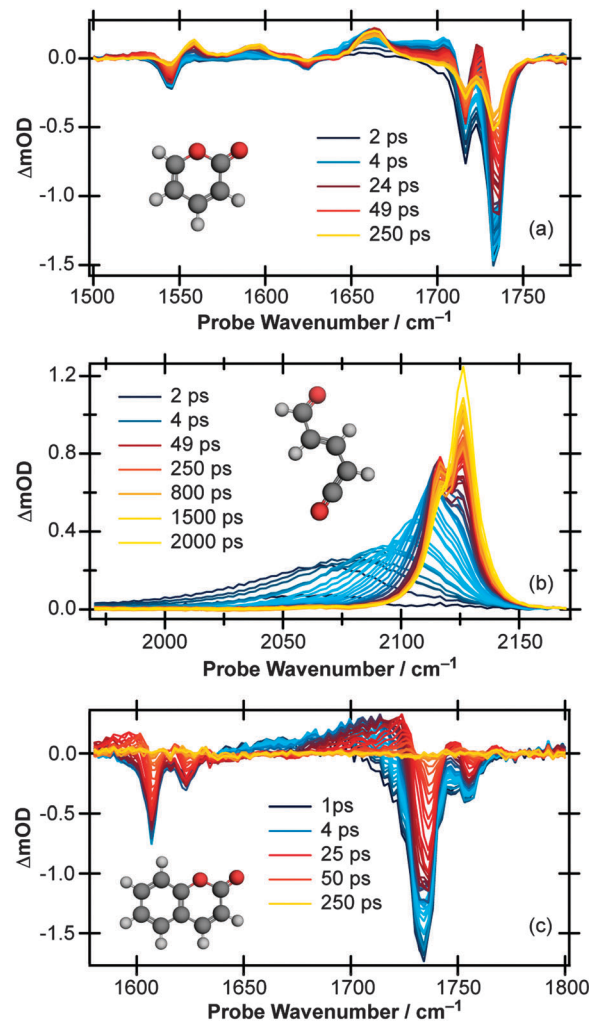 0.0
-0.5
-1.0
-1.5
ΔmOD
2 ps
4 ps
24 ps
49 ps
250 ps
(a)
1500 1550 1600 1650 1700 1750
Probe Wavenumber / cm⁻¹
1.2
0.8
0.4
0.0
ΔmOD
2 ps
4 ps
49 ps
250 ps
800 ps
1500 ps
2000 ps
(b)
2000 2050 2100 2150
Probe Wavenumber / cm⁻¹
0.0
-0.5
-1.0
-1.5
ΔmOD
1ps
4 ps
25 ps
50 ps
250 ps
(c)
1600 1650 1700 1750 1800
Probe Wavenumber / cm⁻¹